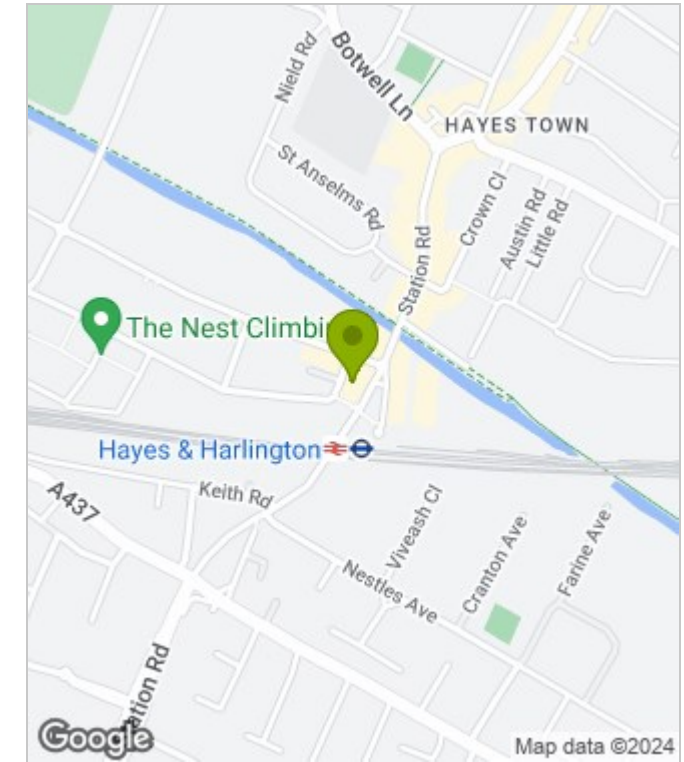 Nield Rd
Botwell Ln
HAYES TOWN
St Anselms Rd
Crown Cl
Austin Rd
Little Rd
Station Rd
The Nest Climbi
Hayes & Harlington
Keith Rd
A437
Viveash Cl
Nestles Ave
Cranton Ave
Farine Ave
ation Rd
Google
Map data ©2024